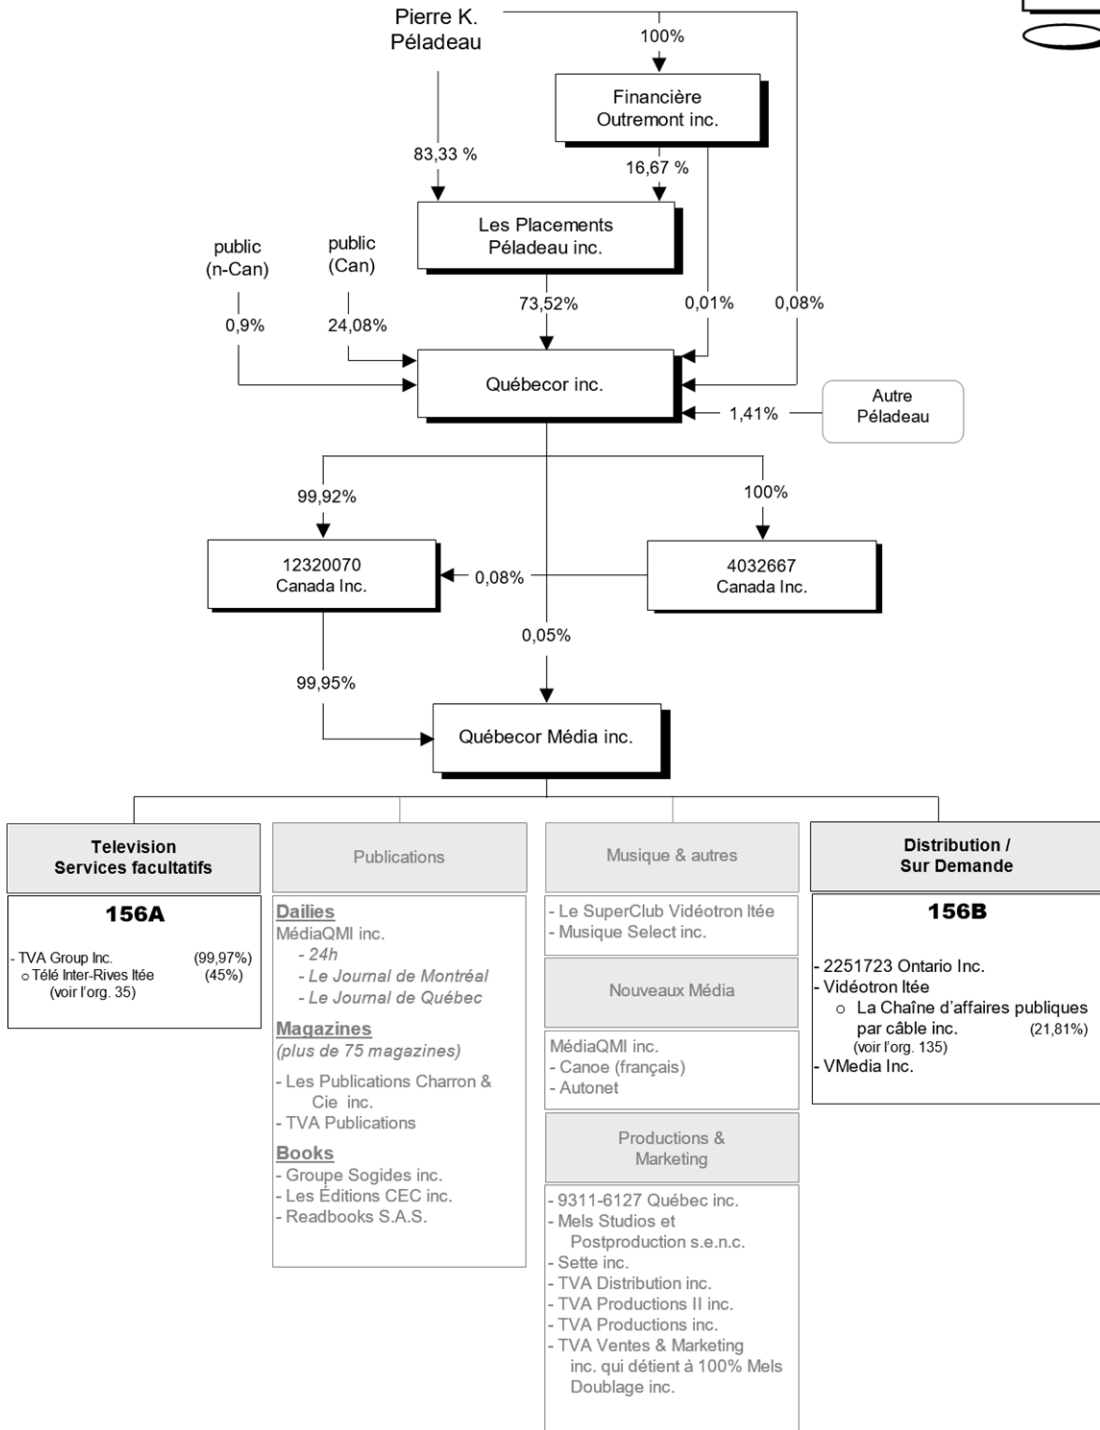 Pierre K.
Péladeau
100%
Financière
Outremont inc.
83,33 %
16,67 %
Les Placements
Péladeau inc.
public
(n-Can)
public
(Can)
0,9%
24,08%
73,52%
0,01%
0,08%
Québecor inc.
1,41%
Autre
Péladeau
99,92%
100%
12320070
Canada Inc.
0,08%
4032667
Canada Inc.
0,05%
99,95%
Québecor Média inc.
Television
Services facultatifs
156A
- TVA Group Inc. (99,97%)
o Télé Inter-Rives ltée (45%)
(voir l'org. 35)
Publications
Dailies
MédiaQMI inc.
- 24h
- Le Journal de Montréal
- Le Journal de Québec
Magazines
(plus de 75 magazines)
- Les Publications Charron &
Cie inc.
- TVA Publications
Books
- Groupe Sogides inc.
- Les Éditions CEC inc.
- Readbooks S.A.S.
Musique & autres
- Le SuperClub Vidéotron ltée
- Musique Select inc.
Nouveaux Média
MédiaQMI inc.
- Canoe (français)
- Autonet
Productions &
Marketing
- 9311-6127 Québec inc.
- Mels Studios et
Postproduction s.e.n.c.
- Sette inc.
- TVA Distribution inc.
- TVA Productions II inc.
- TVA Productions inc.
- TVA Ventes & Marketing
inc. qui détient à 100% Mels
Doublage inc.
Distribution /
Sur Demande
156B
- 2251723 Ontario Inc.
- Vidéotron ltée
o La Chaîne d'affaires publiques
par câble inc. (21,81%)
(voir l'org. 135)
- VMedia Inc.